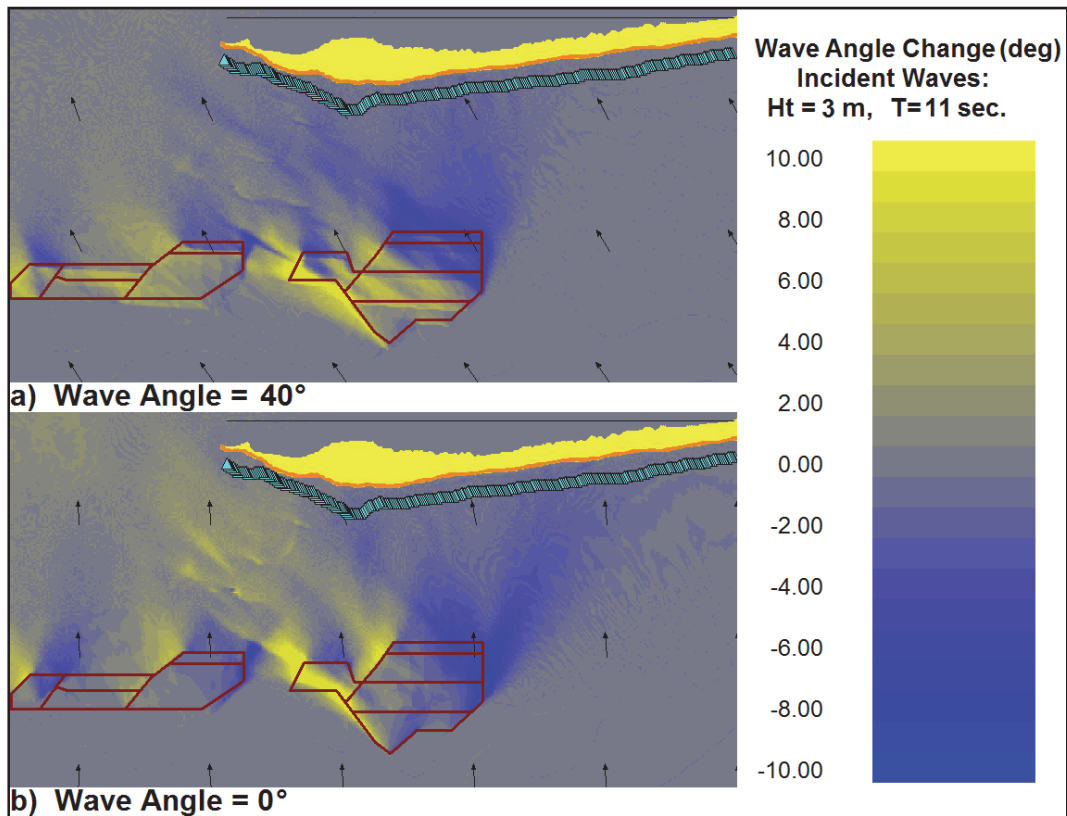 Wave Angle Change (deg)
Incident Waves:
Ht = 3 m, T=11 sec.
10.00
8.00
6.00
4.00
2.00
0.00
-2.00
-4.00
-6.00
-8.00
-10.00
a) Wave Angle = 40°
b) Wave Angle = 0°